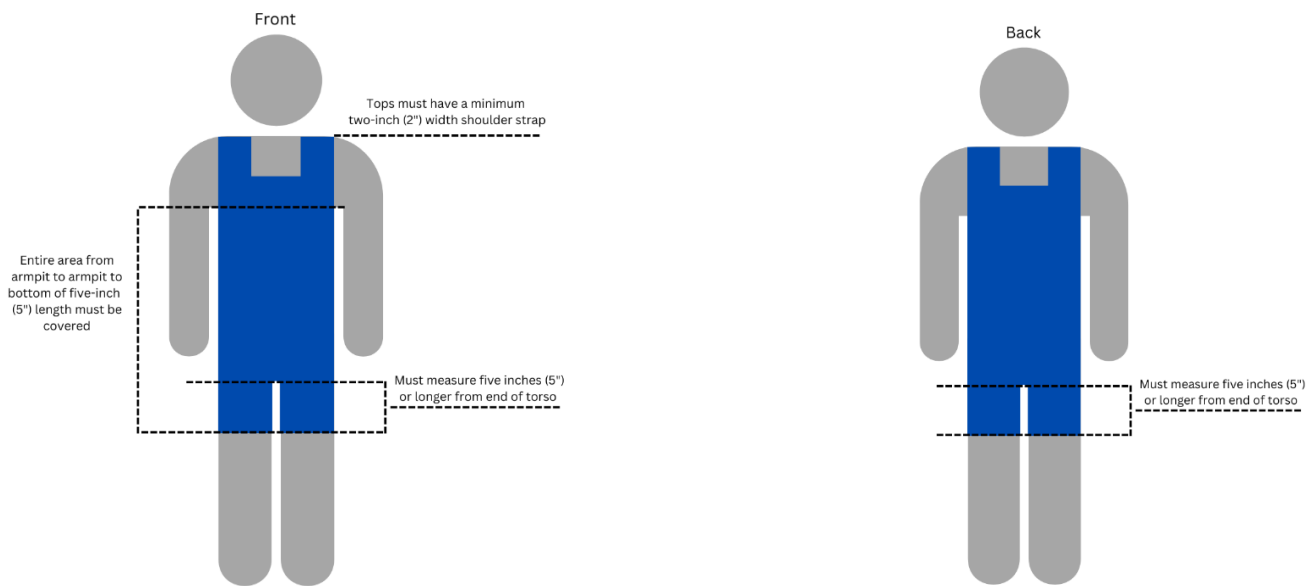 Front
Tops must have a minimum
two-inch (2") width shoulder strap
Entire area from
armpit to armpit to
bottom of five-inch
(5") length must be
covered
Must measure five inches (5")
or longer from end of torso
Back
Must measure five inches (5")
or longer from end of torso